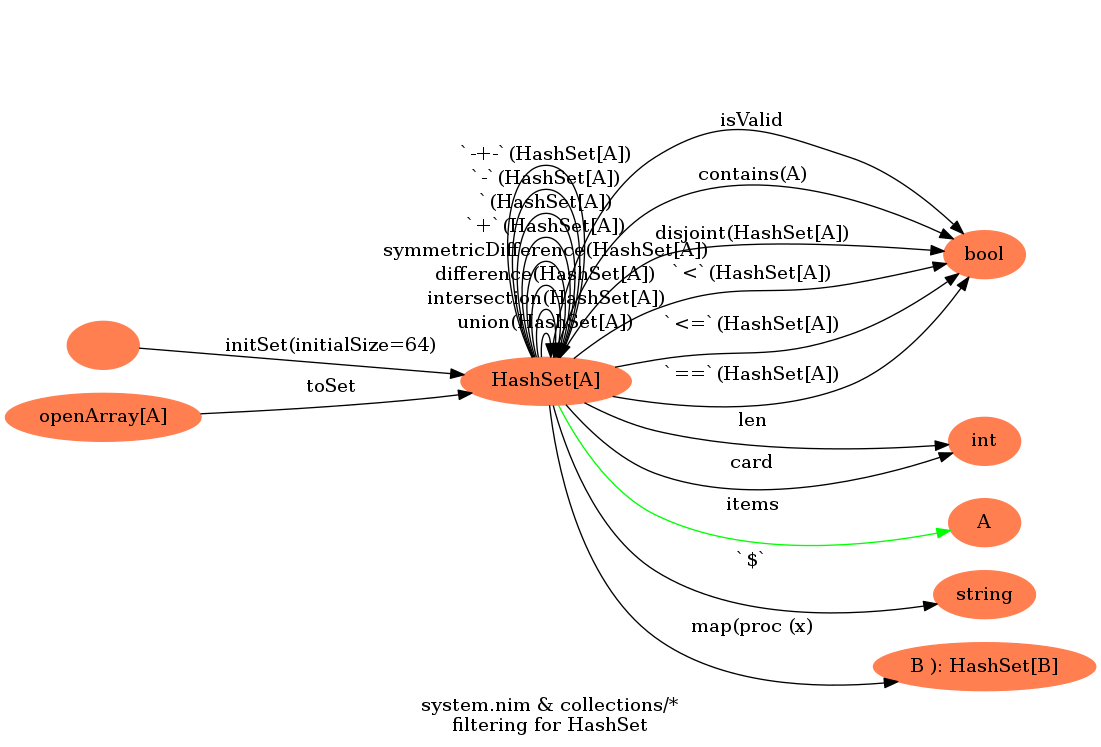 isValid
`-+-`(HashSet[A])
contains(A)
`-`(HashSet[A])
`(HashSet[A])
`+`(HashSet[A])
disjoint(HashSet[A])
symmetricDifference(HashSet[A])
bool
difference(HashSet[A])
`<`(HashSet[A])
intersection(HashSet[A])
union(HashSet[A])
`<=`(HashSet[A])
initSet(initialSize=64)
`==`(HashSet[A])
toSet
HashSet[A]
openArray[A]
len
int
card
items
A
`$`
string
map(proc (x)
B ): HashSet[B]
system.nim & collections/*
filtering for HashSet